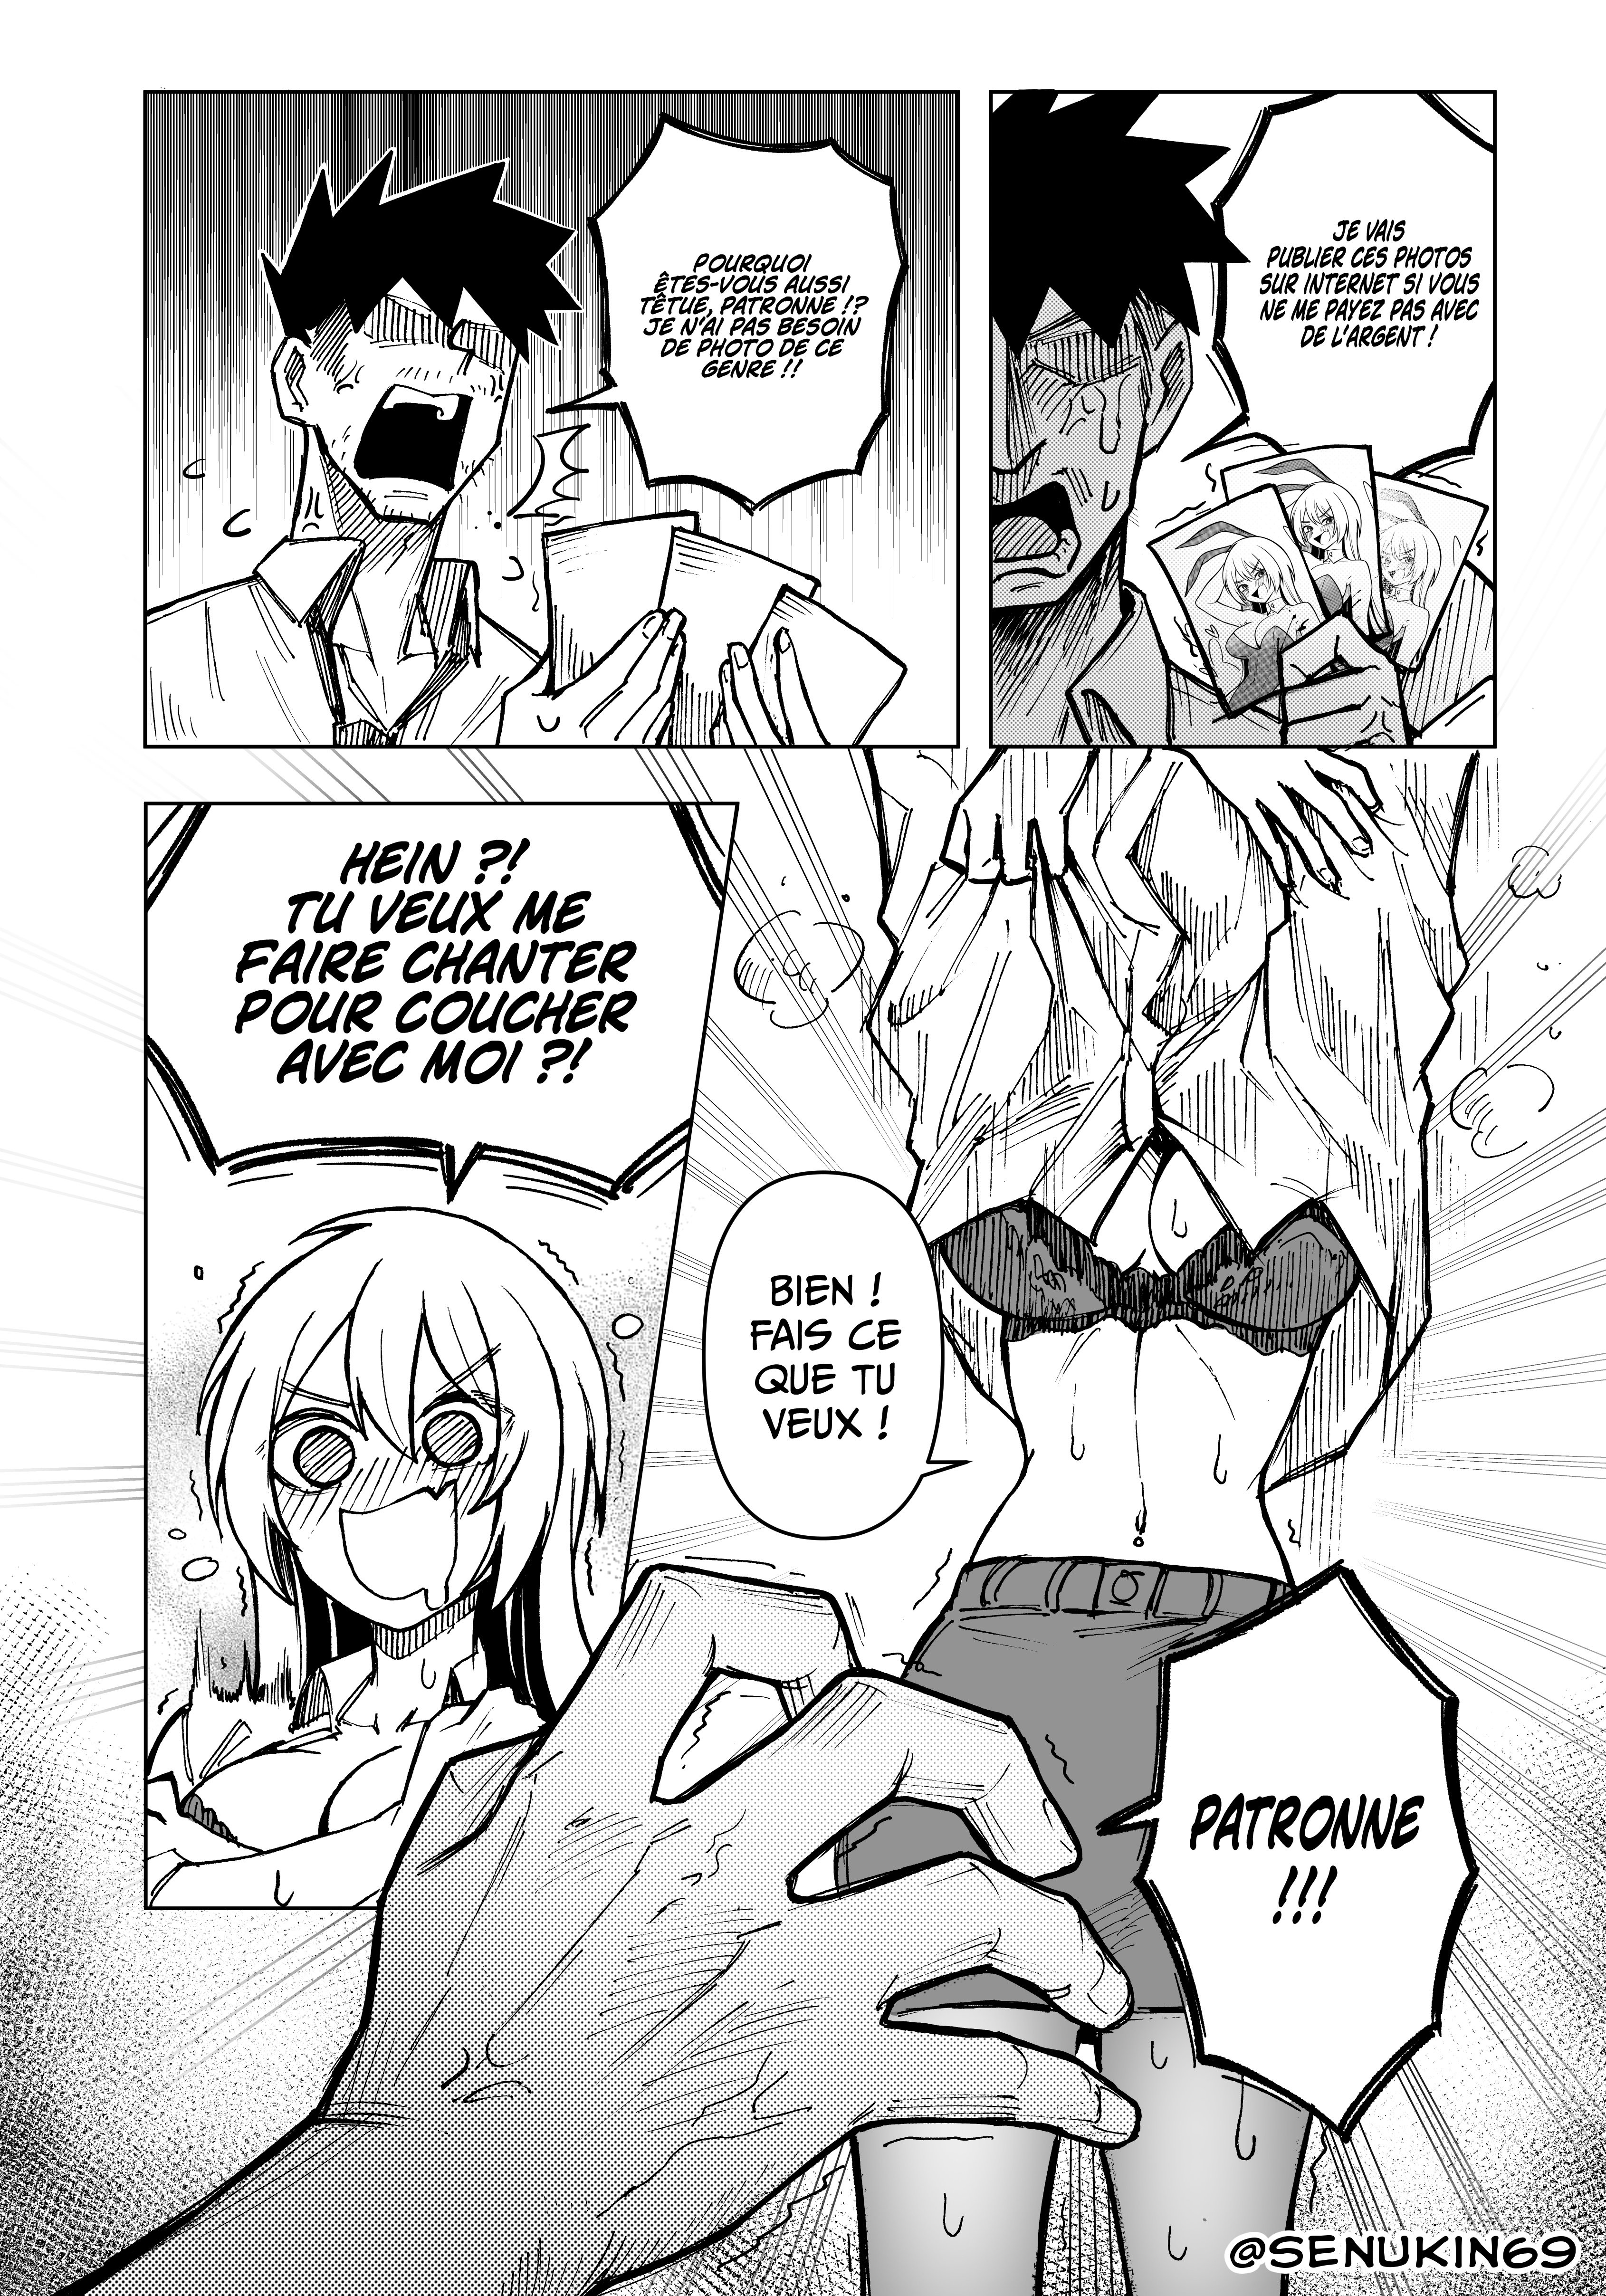 POURQUOI
ÊTES-VOUS AUSSI
TÊTUE, PATRONNE !?
JE N'AI PAS BESOIN
DE PHOTO DE CE
GENRE !!
JE VAIS
PUBLIER CES PHOTOS
SUR INTERNET SI VOUS
NE ME PAYEZ PAS AVEC
DE L'ARGENT !
HEIN ?!
TU VEUX ME
FAIRE CHANTER
POUR COUCHER
AVEC MOI ?!
BIEN !
FAIS CE
QUE TU
VEUX !
PATRONNE
!!!
@SENUKIN69